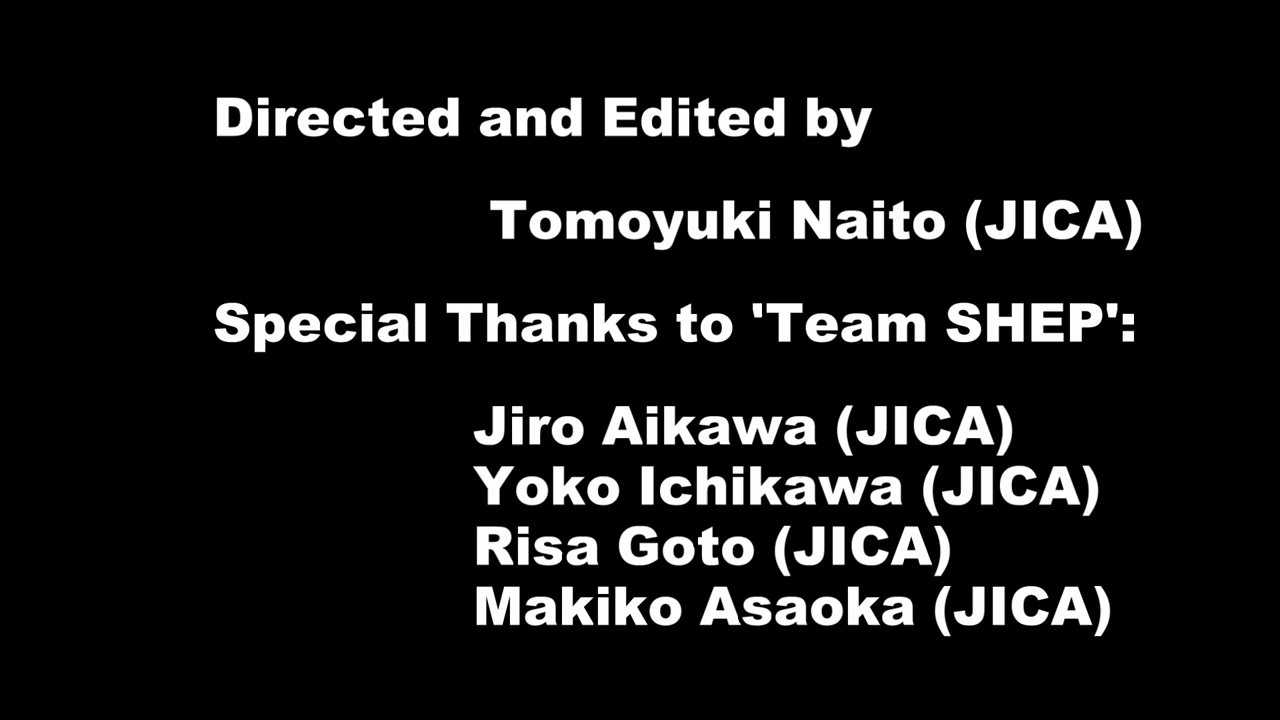 Directed and Edited by
Tomoyuki Naito (JICA)
Special Thanks to 'Team SHEP':
Jiro Aikawa (JICA)
Yoko Ichikawa (JICA)
Risa Goto (JICA)
Makiko Asaoka (JICA)